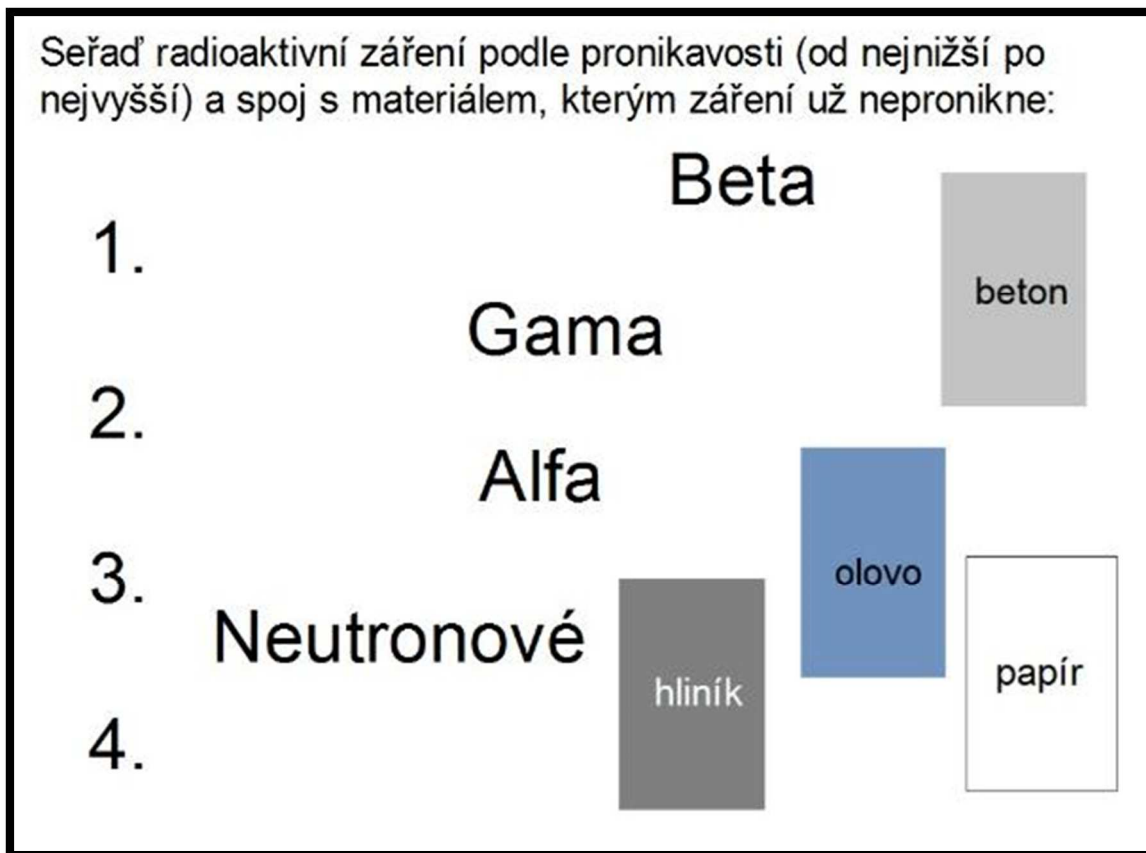 Seřaď radioaktivní záření podle pronikavosti (od nejnižší po
nejvyšší) a spoj s materiálem, kterým záření už nepronikne:
Beta
1.
beton
Gama
2.
Alfa
3.
olovo
Neutronové
hliník
papír
4.